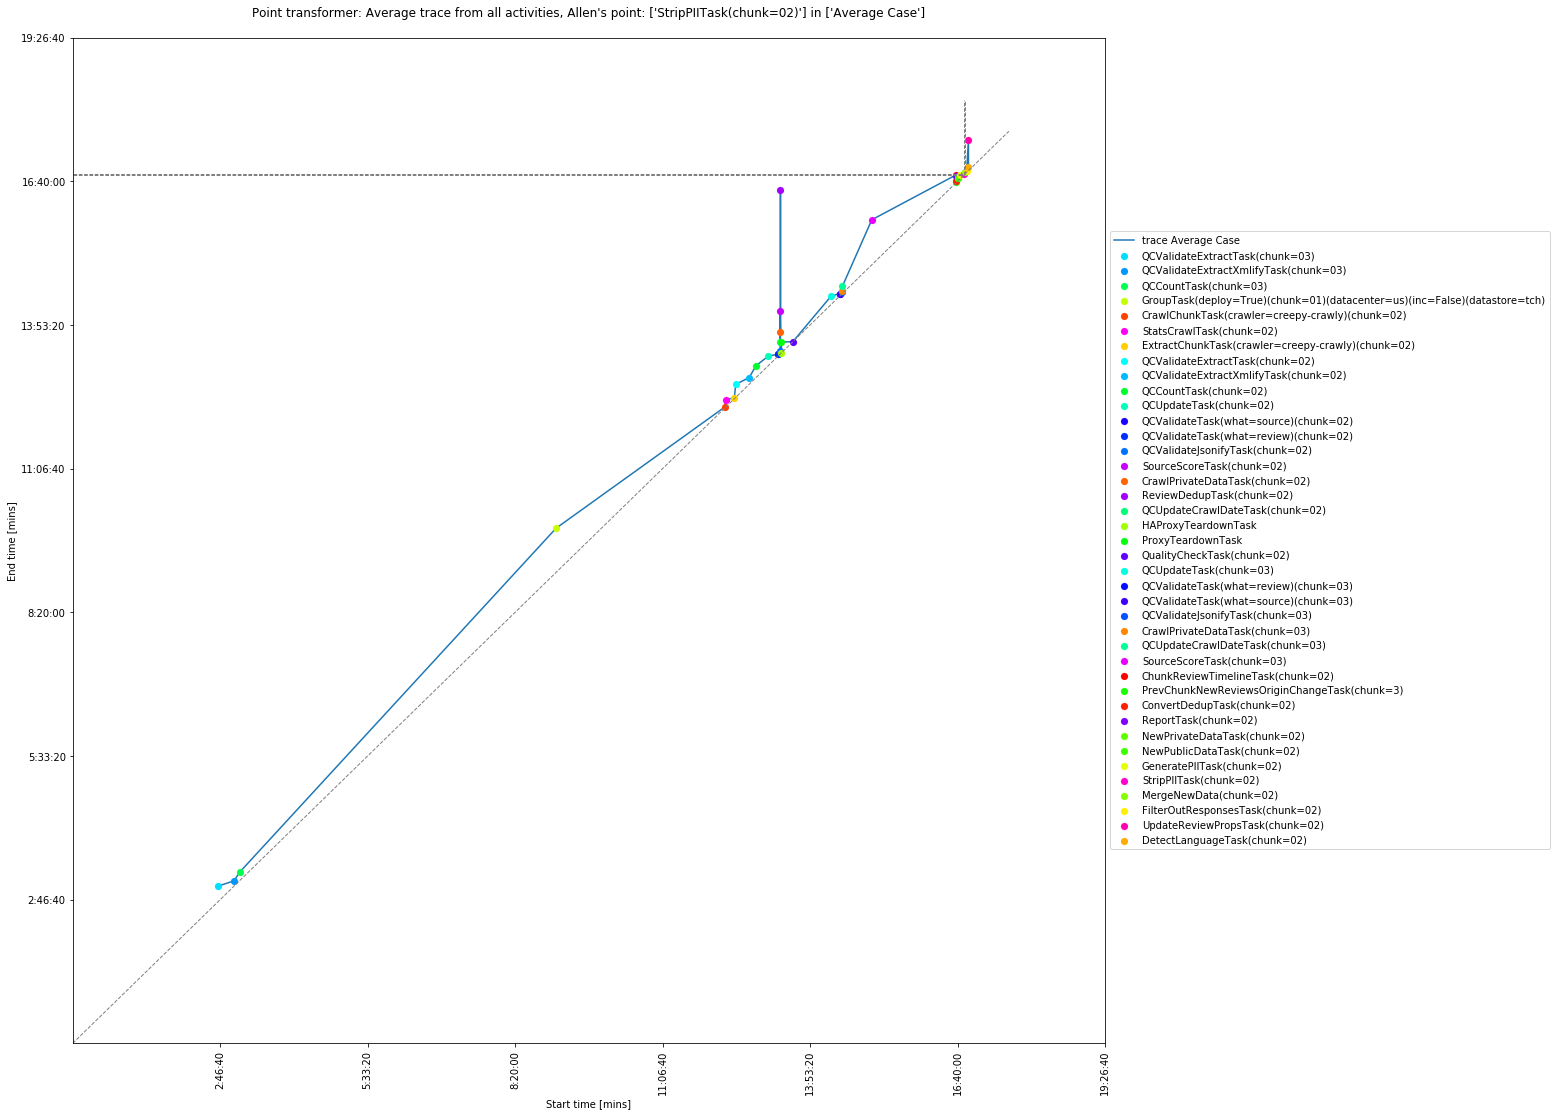 Point transformer: Average trace from all activities, Allen's point: ['StripPIITask(chunk=02)'] in ['Average Case']
19:26:40
16:40:00
13:53:20
11:06:40
8:20:00
5:33:20
2:46:40
End time [mins]
2:46:40
5:33:20
8:20:00
11:06:40
13:53:20
16:40:00
19:26:40
Start time [mins]
trace Average Case
QCValidateExtractTask(chunk=03)
QCValidateExtractXmlifyTask(chunk=03)
QCCountTask(chunk=03)
GroupTask(deploy=True)(chunk=01)(datacenter=us)(inc=False)(datastore=tch)
CrawlChunkTask(crawler=creepy-crawly)(chunk=02)
StatsCrawlTask(chunk=02)
ExtractChunkTask(crawler=creepy-crawly)(chunk=02)
QCValidateExtractTask(chunk=02)
QCValidateExtractXmlifyTask(chunk=02)
QCCountTask(chunk=02)
QCUpdateTask(chunk=02)
QCValidateTask(what=source)(chunk=02)
QCValidateTask(what=review)(chunk=02)
QCValidateJsonifyTask(chunk=02)
SourceScoreTask(chunk=02)
CrawlPrivateDataTask(chunk=02)
ReviewDedupTask(chunk=02)
QCUpdateCrawlDateTask(chunk=02)
HAProxyTeardownTask
ProxyTeardownTask
QualityCheckTask(chunk=02)
QCUpdateTask(chunk=03)
QCValidateTask(what=review)(chunk=03)
QCValidateTask(what=source)(chunk=03)
QCValidateJsonifyTask(chunk=03)
CrawlPrivateDataTask(chunk=03)
QCUpdateCrawlDateTask(chunk=03)
SourceScoreTask(chunk=03)
ChunkReviewTimelineTask(chunk=02)
PrevChunkNewReviewsOriginChangeTask(chunk=3)
ConvertDedupTask(chunk=02)
ReportTask(chunk=02)
NewPrivateDataTask(chunk=02)
NewPublicDataTask(chunk=02)
GeneratePIITask(chunk=02)
StripPIITask(chunk=02)
MergeNewData(chunk=02)
FilterOutResponsesTask(chunk=02)
UpdateReviewPropsTask(chunk=02)
DetectLanguageTask(chunk=02)